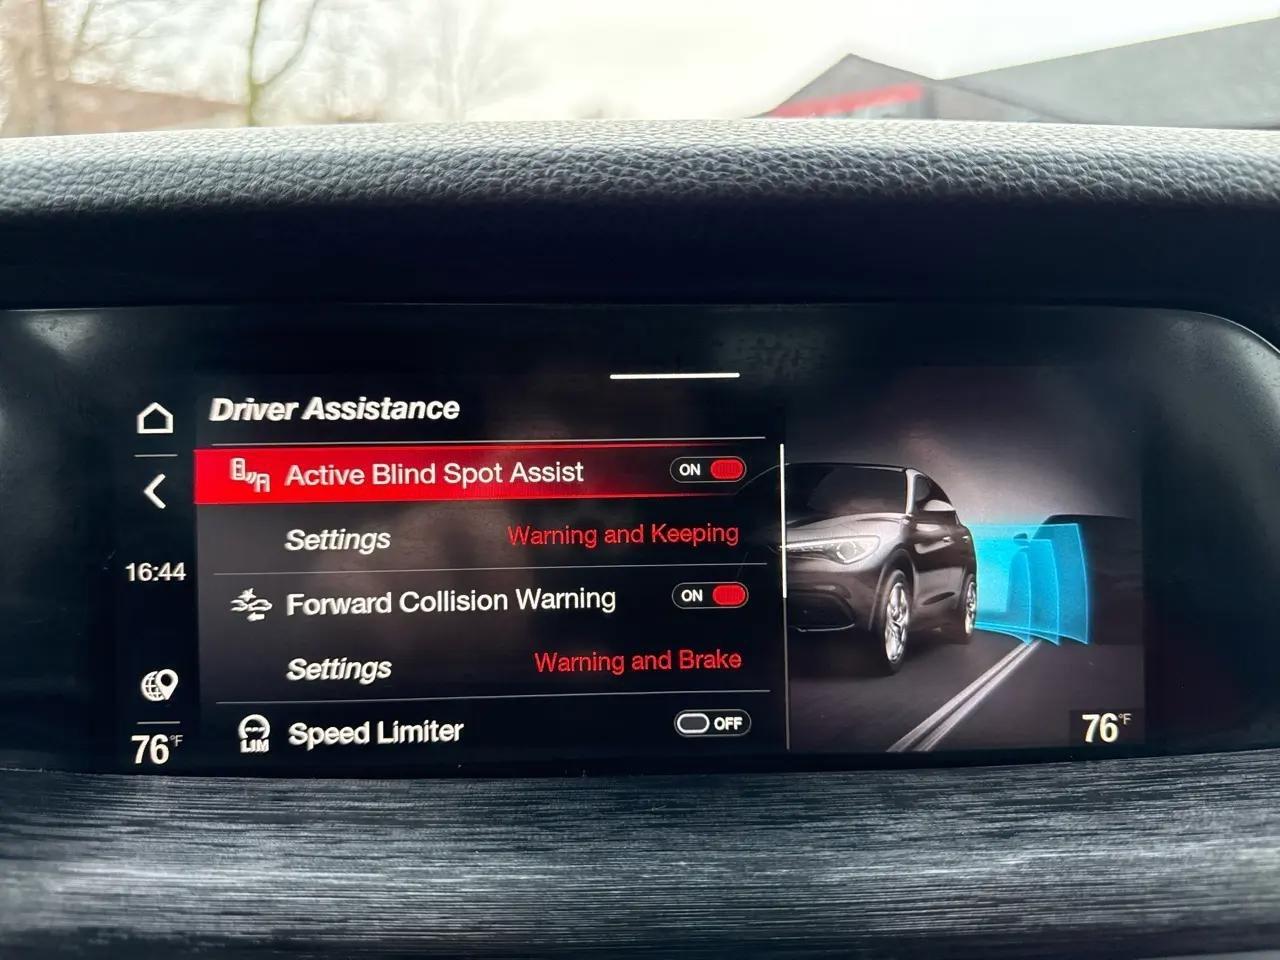 Driver Assistance
Active Blind Spot Assist ON
Settings Warning and Keeping
16:44
Forward Collision Warning ON
Settings Warning and Brake
LIM Speed Limiter OFF
76°F
76°F